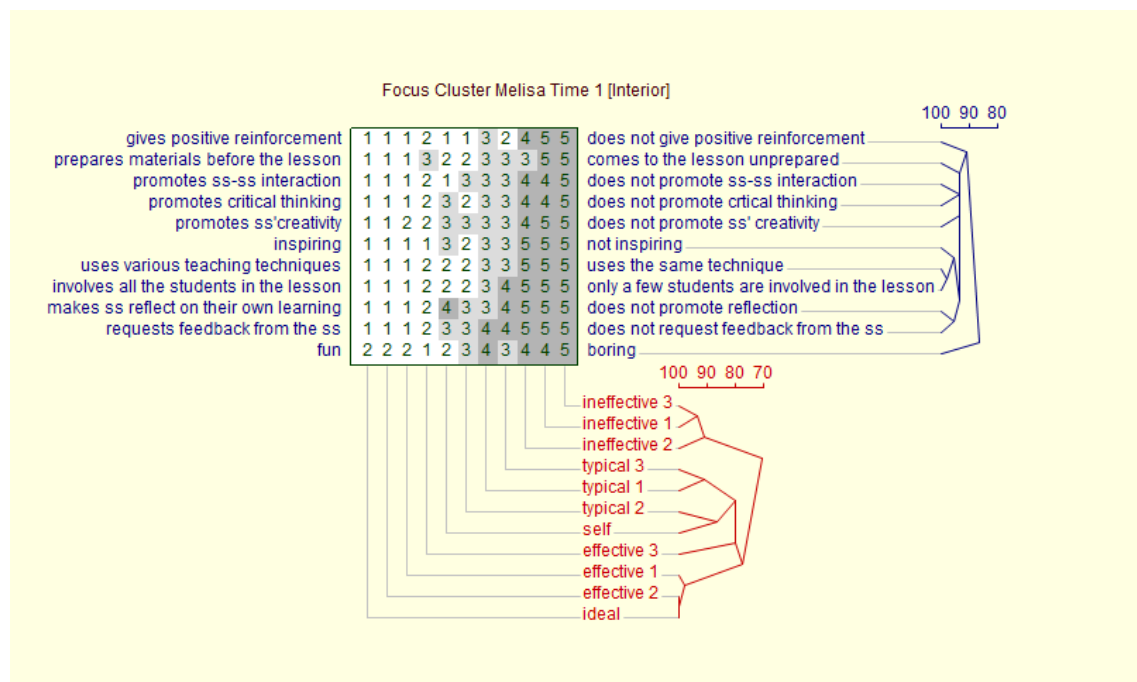 Focus Cluster Melisa Time 1 [Interior]
100 90 80
gives positive reinforcement 1 1 1 2 1 1 3 2 4 5 5 does not give positive reinforcement
prepares materials before the lesson 1 1 1 3 2 2 3 3 3 5 5 comes to the lesson unprepared
promotes ss-ss interaction 1 1 1 2 1 3 3 3 4 4 5 does not promote ss-ss interaction
promotes crıtical thinking 1 1 1 2 3 2 3 3 4 4 5 does not promote crtical thinking
promotes ss'creativity 1 1 2 2 3 3 3 3 4 4 5 does not promote ss' creativity
inspiring 1 1 1 1 3 2 3 3 5 5 5 not inspiring
uses various teaching techniques 1 1 1 2 2 2 3 3 5 5 5 uses the same technique
involves all the students in the lesson 1 1 1 2 2 2 3 4 5 5 5 only a few students are involved in the lesson
makes ss reflect on their own learning 1 1 1 2 4 3 3 4 5 5 5 does not promote reflection
requests feedback from the ss 1 1 1 2 3 3 4 4 5 5 5 does not request feedback from the ss
fun 2 2 2 1 2 3 4 3 4 4 5 boring
100 90 80 70
ineffective 3
ineffective 1
ineffective 2
typical 3
typical 1
typical 2
self
effective 3
effective 1
effective 2
ideal